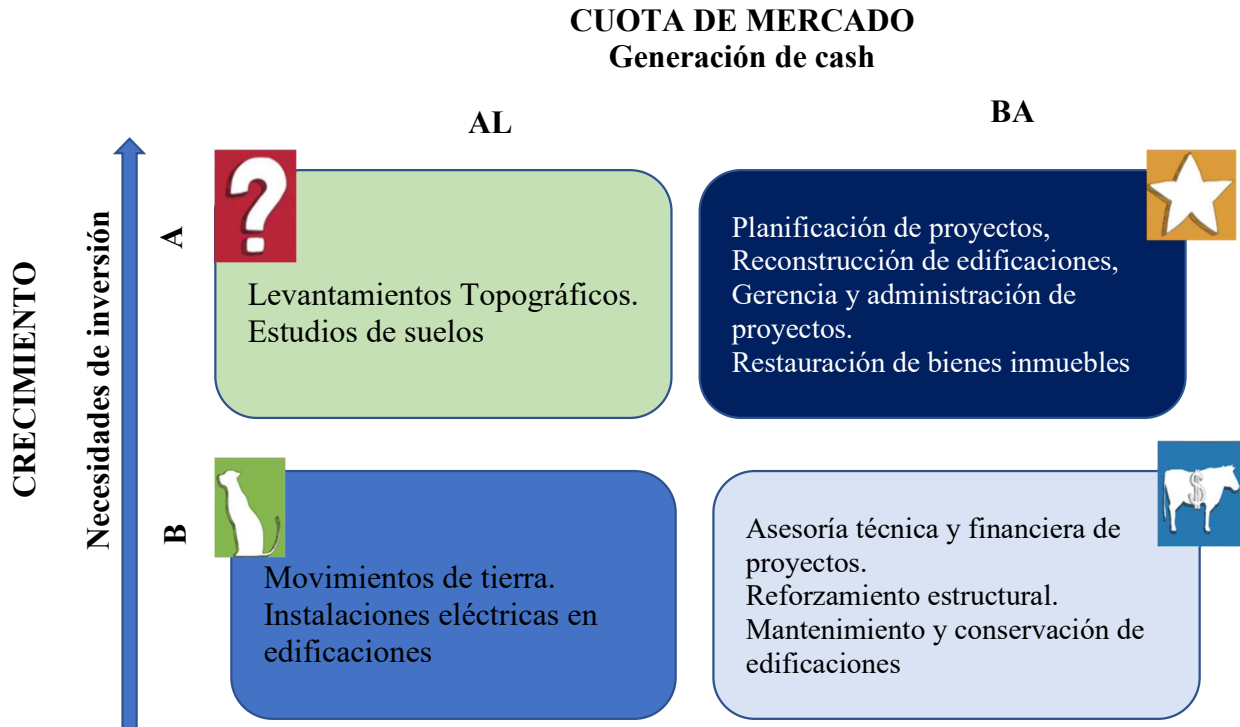 CUOTA DE MERCADO
Generación de cash
AL
BA
CRECIMIENTO
Necesidades de inversión
A
?
Levantamientos Topográficos.
Estudios de suelos
Planificación de proyectos,
Reconstrucción de edificaciones,
Gerencia y administración de
proyectos.
Restauración de bienes inmuebles
B
Movimientos de tierra.
Instalaciones eléctricas en
edificaciones
$
Asesoría técnica y financiera de
proyectos.
Reforzamiento estructural.
Mantenimiento y conservación de
edificaciones